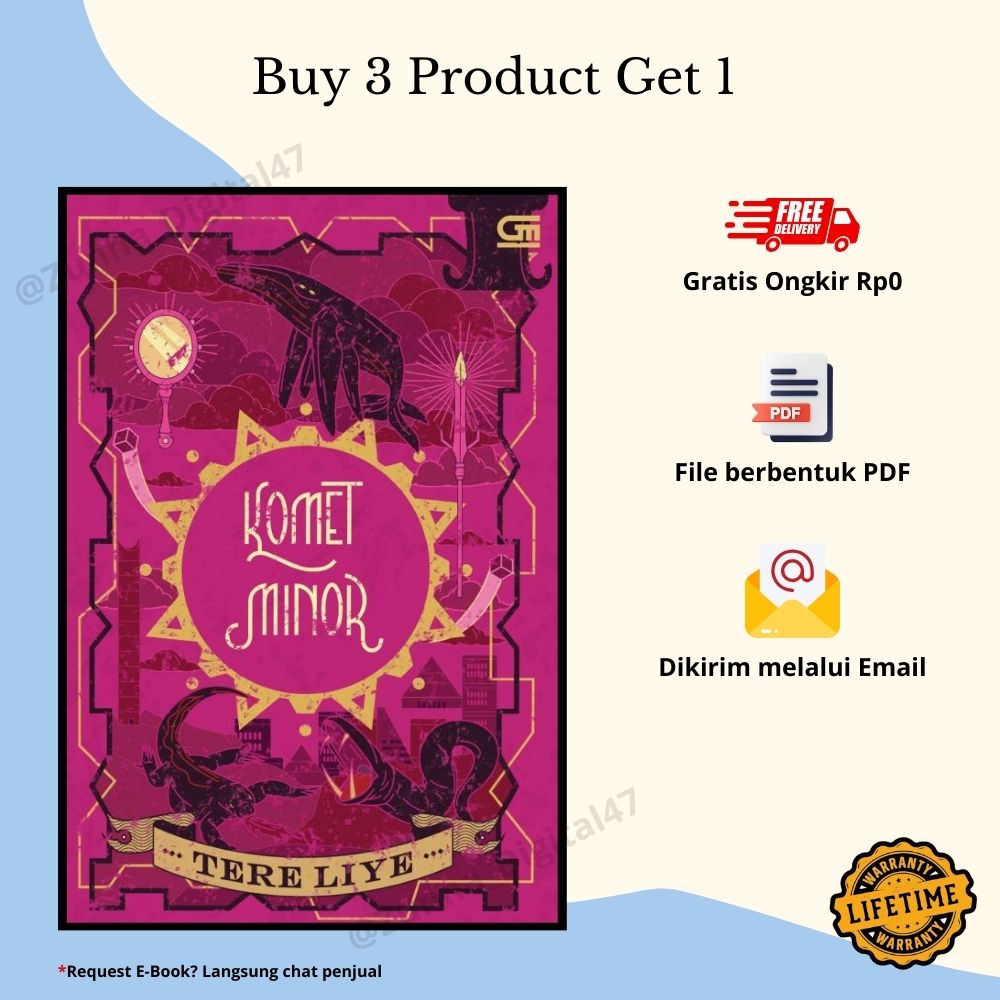 Buy 3 Product Get 1
GM
KOMET
MINOR
TERE LIYE
FREE
DELIVERY
Gratis Ongkir Rp0
PDF
File berbentuk PDF
@
Dikirim melalui Email
WARRANTY
LIFETIME
WARRANTY
*Request E-Book? Langsung chat penjual